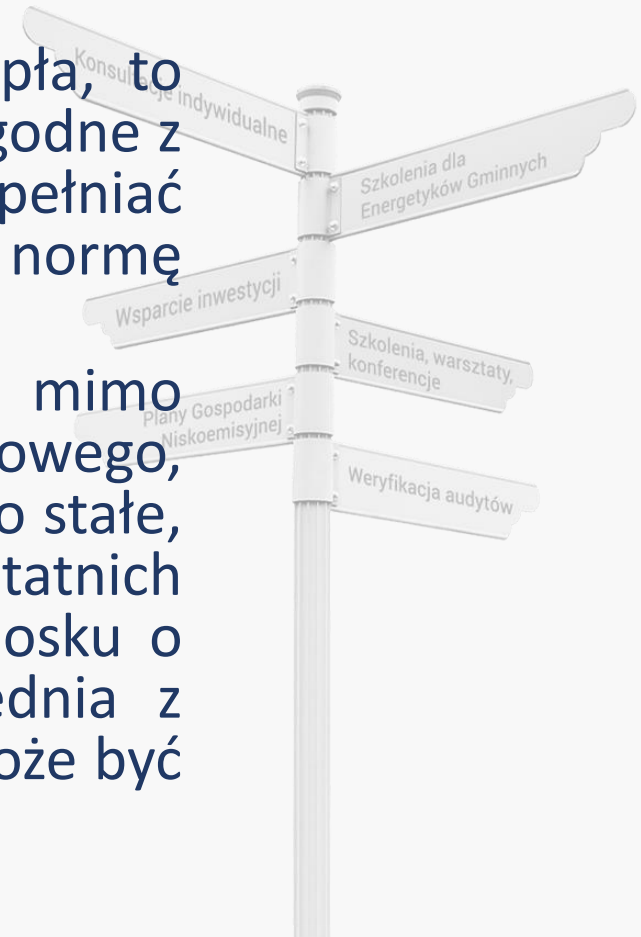 pła, to
godne z
pełniać
normę
mimo
owego,
o stałe,
tatnich
osku o
ednia z
oże być
Konsultacje indywidualne
Szkolenia dla
Energetyków Gminnych
Wsparcie inwestycji
Szkolenia, warsztaty,
konferencje
Plany Gospodarki
Niskoemisyjnej
Weryfikacja audytów